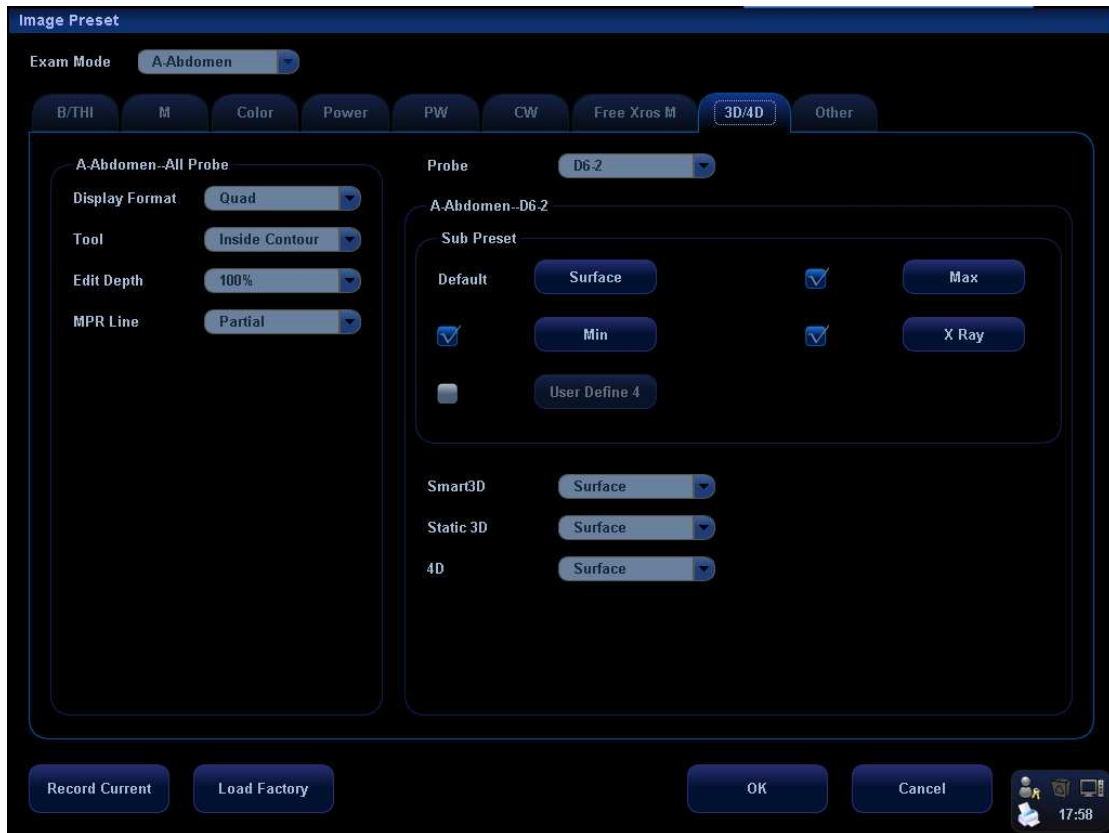 Image Preset
Exam Mode A-Abdomen
B/THI M Color Power PW CW Free Xros M 3D/4D Other
A-Abdomen--All Probe
Display Format Quad
Tool Inside Contour
Edit Depth 100%
MPR Line Partial
Probe D6-2
A-Abdomen--D6-2
Sub Preset
Default Surface Max
Min X Ray
User Define 4
Smart3D Surface
Static 3D Surface
4D Surface
Record Current Load Factory OK Cancel
17:58